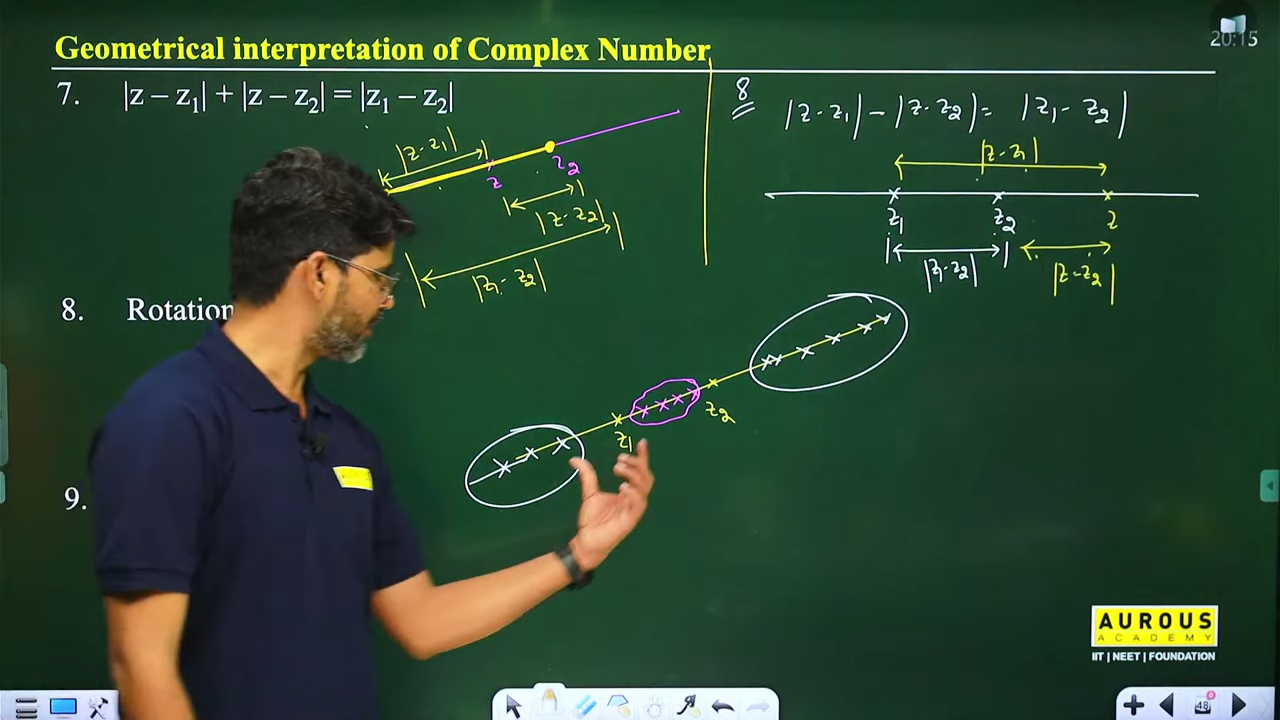 20:15
Geometrical interpretation of Complex Number
7. |z – z₁| + |z – z₂| = |z₁ – z₂|
|z-z₁|
z
z₂
|z-z₂|
|z₁-z₂|
8
|z-z₁| - |z-z₂| = |z₁-z₂|
|z-z₁|
z₁ z₂ z
|z₁-z₂| |z-z₂|
8. Rotation
z₁ z₂
9.
AUROUS
ACADEMY
IIT | NEET | FOUNDATION
48